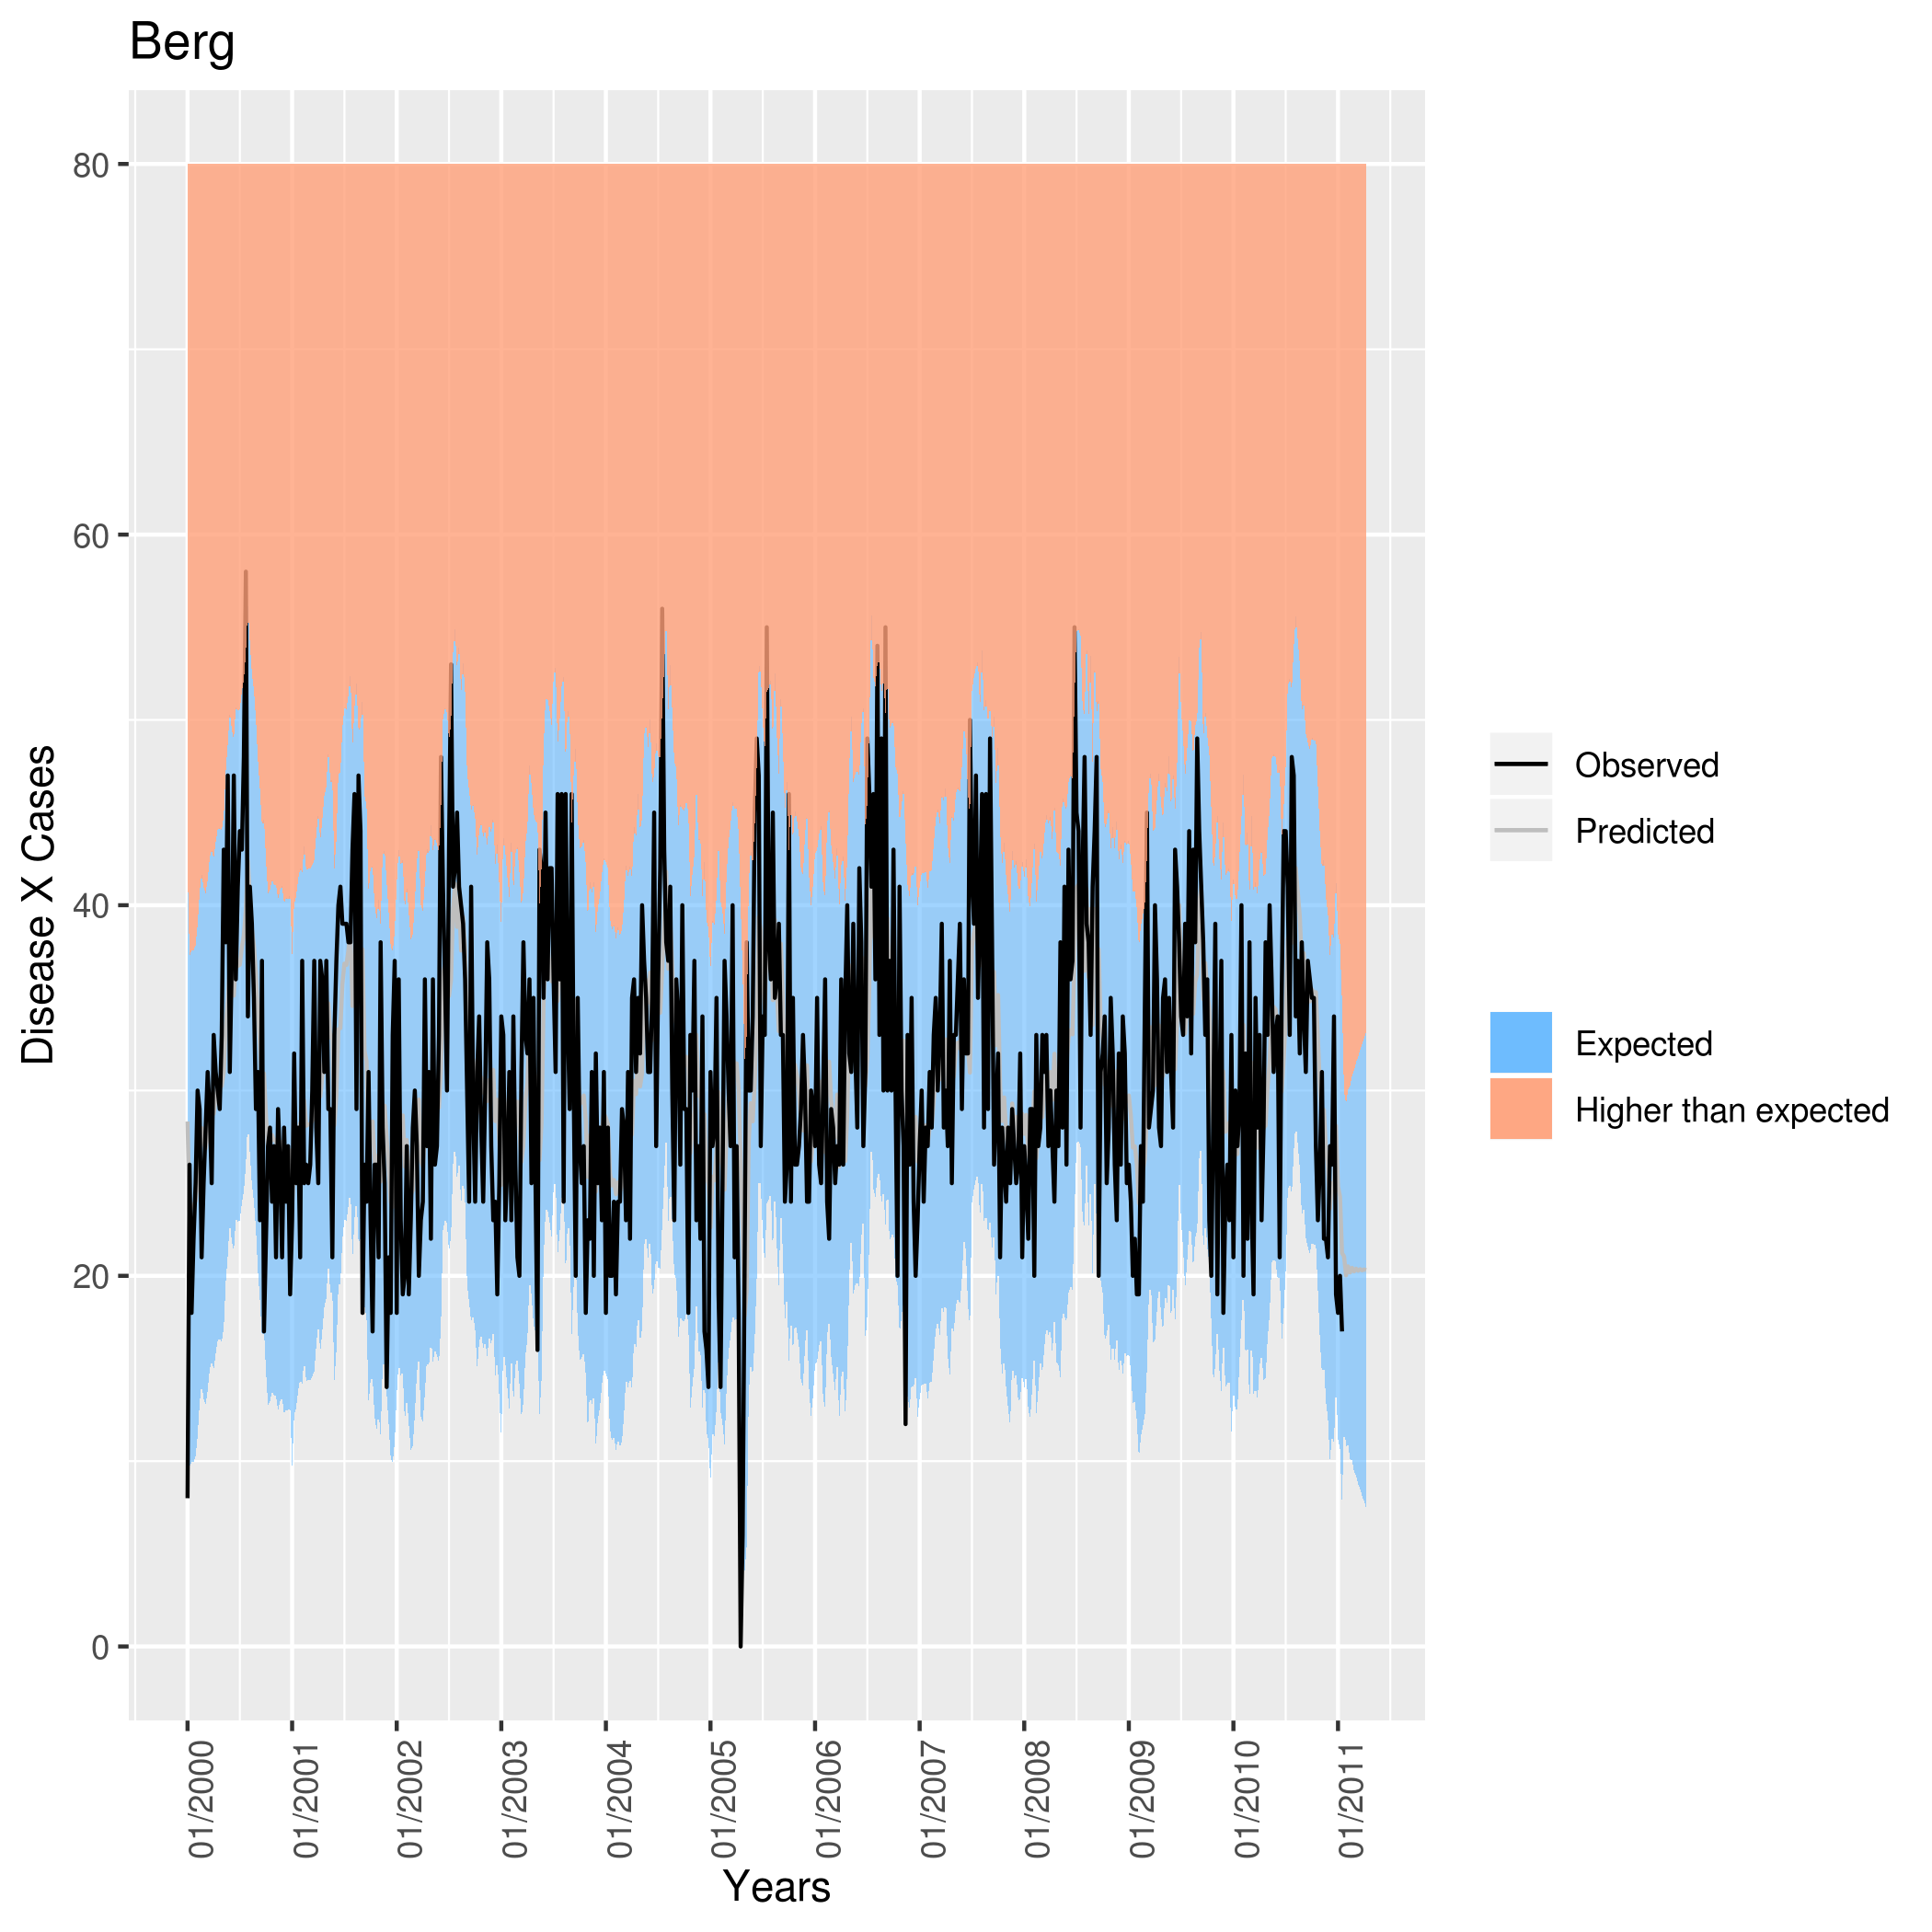 Berg
80
60
40
20
0
Disease X Cases
01/2000
01/2001
01/2002
01/2003
01/2004
01/2005
01/2006
01/2007
01/2008
01/2009
01/2010
01/2011
Years
Observed
Predicted
Expected
Higher than expected